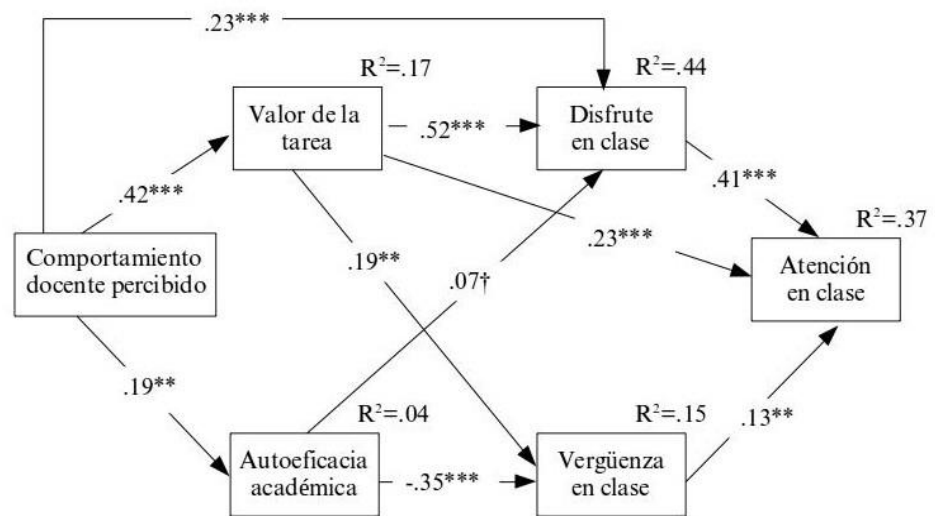 .23***
R²=.17
R²=.44
Valor de la
tarea
.52***
Disfrute
en clase
.42***
.41***
R²=.37
.23***
Comportamiento
docente percibido
.19**
.07†
Atención
en clase
.19**
R²=.04
R²=.15
.13**
Autoeficacia
académica
-.35***
Vergüenza
en clase